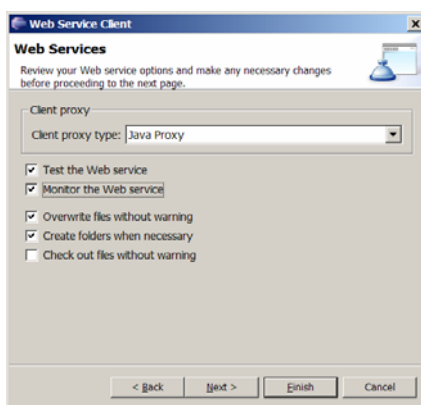 Web Service Client
Web Services
Review your Web service options and make any necessary changes
before proceeding to the next page.
Client proxy
Client proxy type: Java Proxy
Test the Web service
Monitor the Web service
Overwrite files without warning
Create folders when necessary
Check out files without warning
< Back Next > Finish Cancel